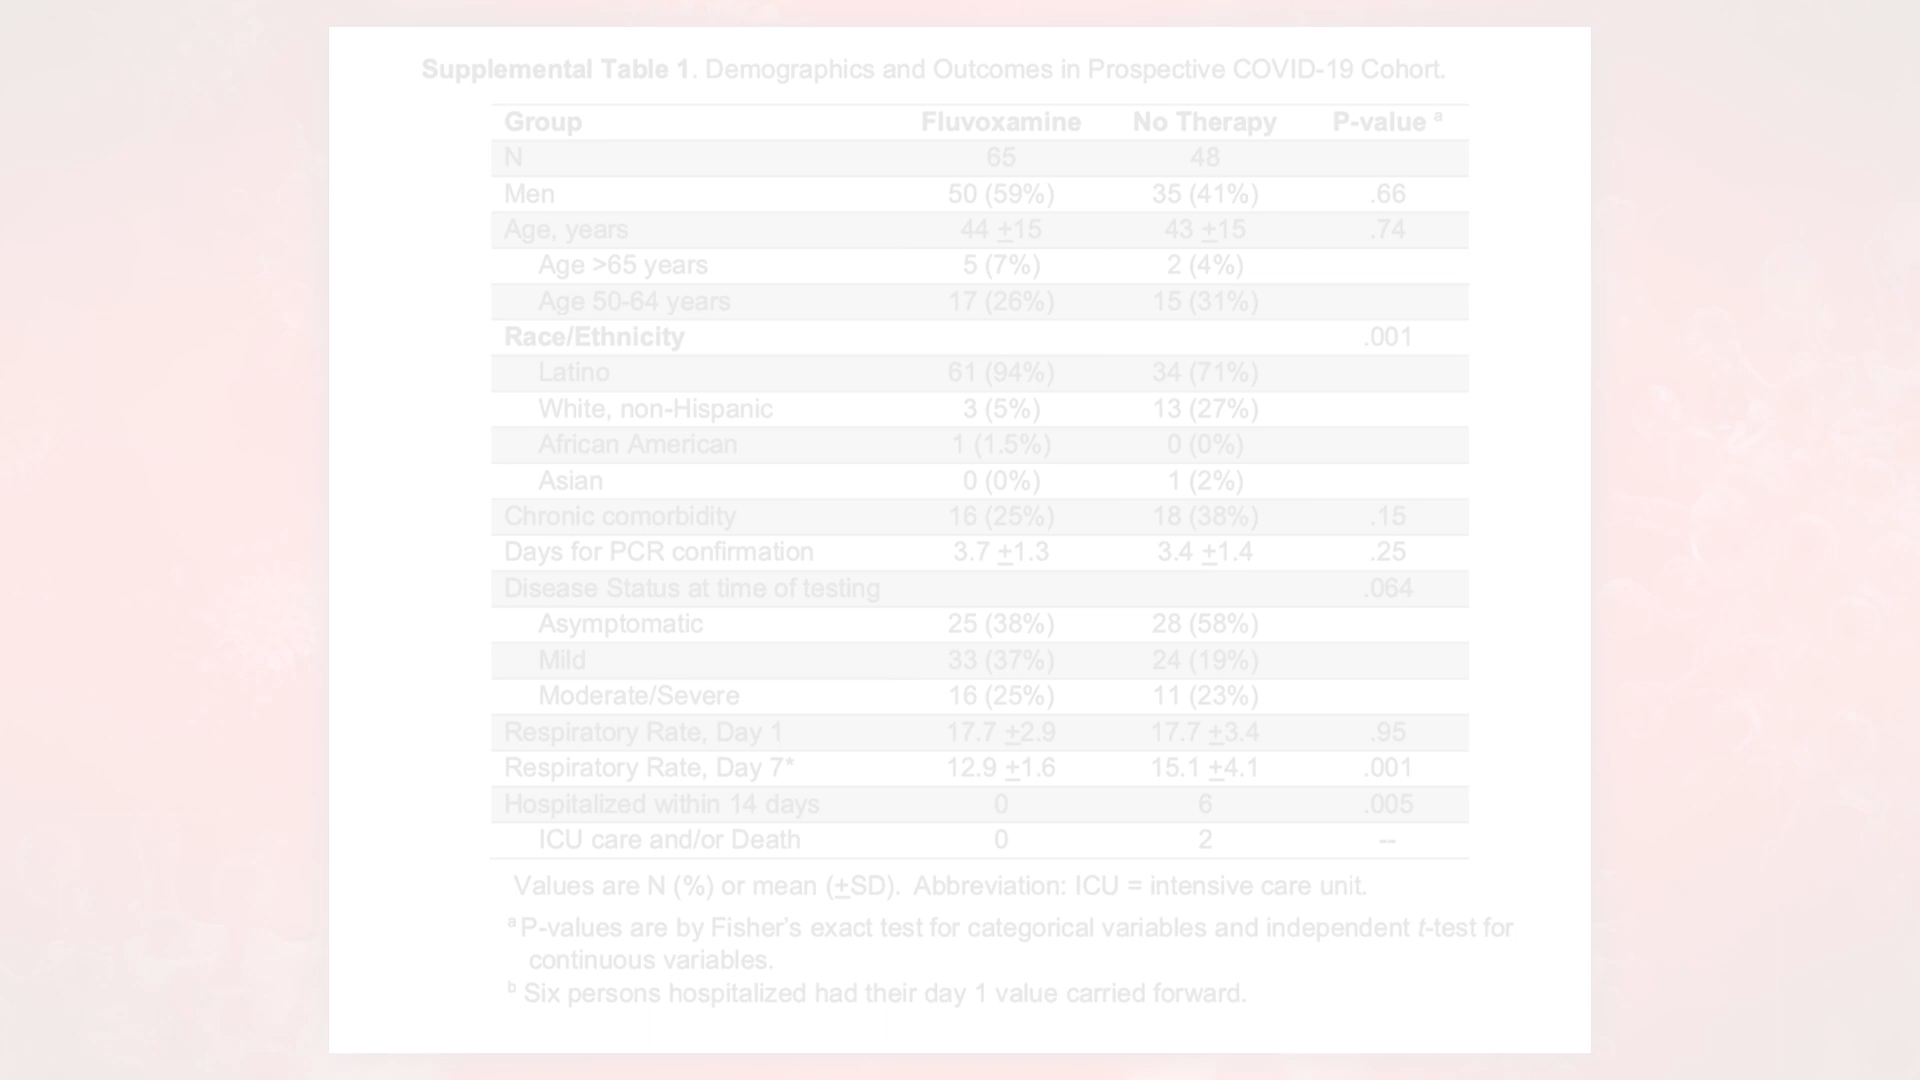 Supplemental Table 1. Demographics and Outcomes in Prospective COVID-19 Cohort.
Group Fluvoxamine No Therapy P-value a
N 65 48
Men 50 (59%) 35 (41%) .66
Age, years 44 ±15 43 ±15 .74
Age >65 years 5 (7%) 2 (4%)
Age 50-64 years 17 (26%) 15 (31%)
Race/Ethnicity .001
Latino 61 (94%) 34 (71%)
White, non-Hispanic 3 (5%) 13 (27%)
African American 1 (1.5%) 0 (0%)
Asian 0 (0%) 1 (2%)
Chronic comorbidity 16 (25%) 18 (38%) .15
Days for PCR confirmation 3.7 ±1.3 3.4 ±1.4 .25
Disease Status at time of testing .064
Asymptomatic 25 (38%) 28 (58%)
Mild 33 (37%) 24 (19%)
Moderate/Severe 16 (25%) 11 (23%)
Respiratory Rate, Day 1 17.7 ±2.9 17.7 ±3.4 .95
Respiratory Rate, Day 7* 12.9 ±1.6 15.1 ±4.1 .001
Hospitalized within 14 days 0 6 .005
ICU care and/or Death 0 2 --
Values are N (%) or mean (±SD). Abbreviation: ICU = intensive care unit.
a P-values are by Fisher's exact test for categorical variables and independent t-test for
continuous variables.
b Six persons hospitalized had their day 1 value carried forward.